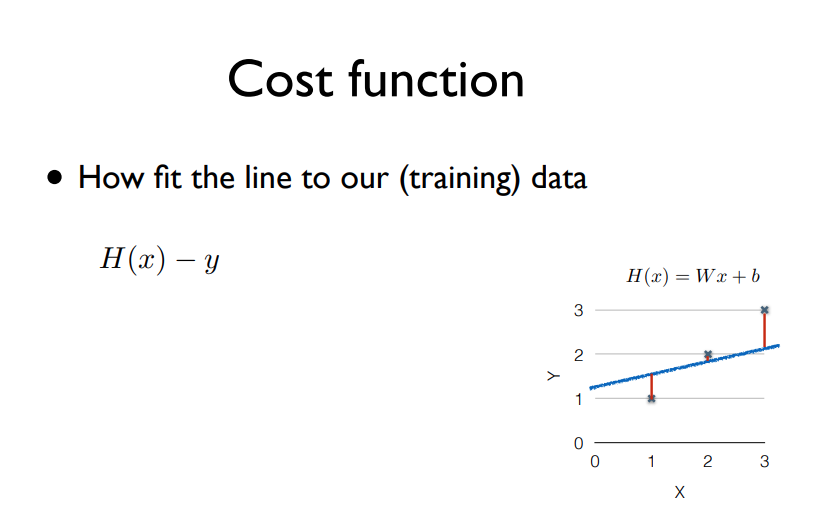 Cost function
• How fit the line to our (training) data
H(x) − y
H(x) = Wx + b
3
2
1
0
Y
0 1 2 3
X